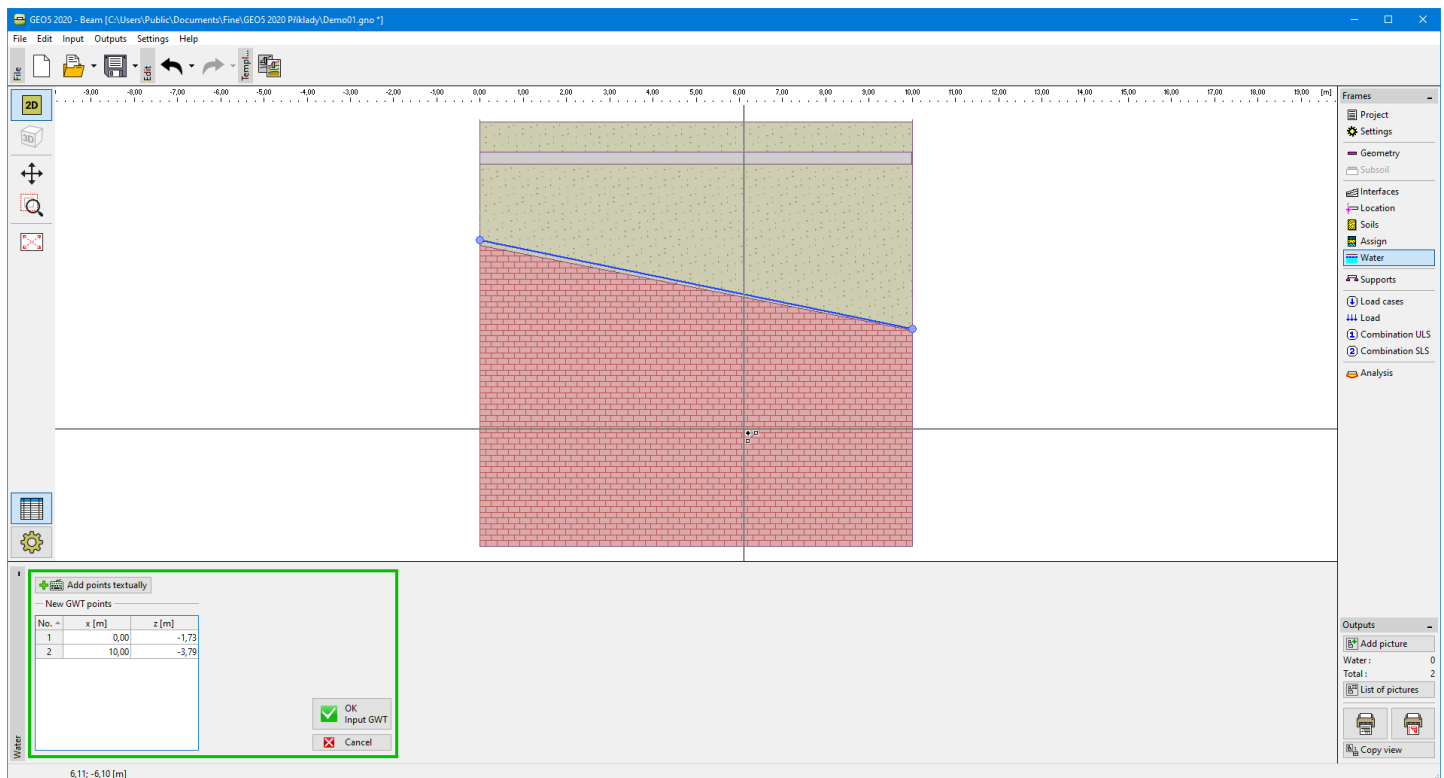 GEO5 2020 - Beam [C:\Users\Public\Documents\Fine\GEO5 2020 Příklady\Demo01.gno *]
File Edit Input Outputs Settings Help
File
Edit
Templ...
2D
3D
-9,00 -8,00 -7,00 -6,00 -5,00 -4,00 -3,00 -2,00 -1,00 0,00 1,00 2,00 3,00 4,00 5,00 6,00 7,00 8,00 9,00 10,00 11,00 12,00 13,00 14,00 15,00 16,00 17,00 18,00 19,00 [m]
Frames
Project
Settings
Geometry
Subsoil
Interfaces
Location
Soils
Assign
Water
Supports
Load cases
Load
1 Combination ULS
2 Combination SLS
Analysis
Water
Add points textually
New GWT points
No. x [m] z [m]
1 0,00 -1,73
2 10,00 -3,79
OK
Input GWT
Cancel
Outputs
Add picture
Water : 0
Total : 2
List of pictures
Copy view
6,11; -6,10 [m]